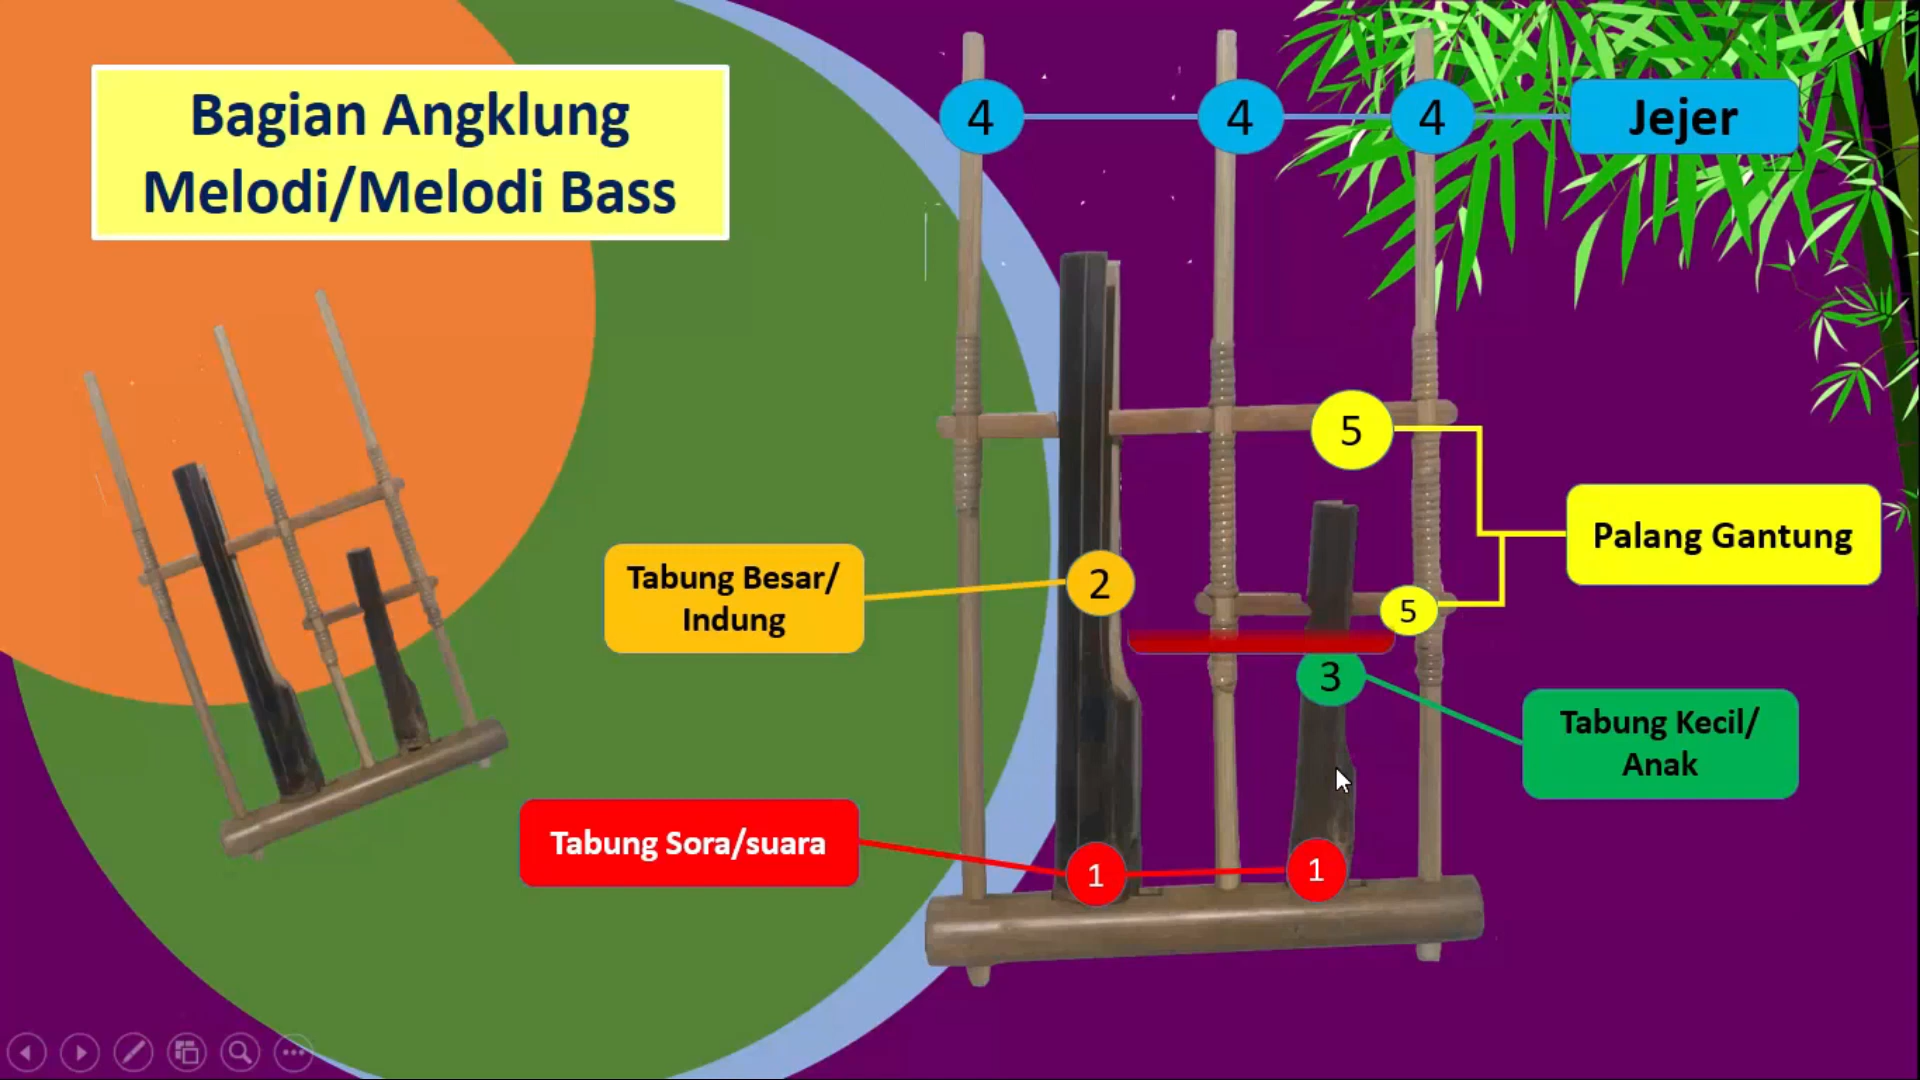 Bagian Angklung
Melodi/Melodi Bass
4
4
4
Jejer
5
Palang Gantung
5
Tabung Besar/
Indung
2
3
Tabung Kecil/
Anak
Tabung Sora/suara
1
1